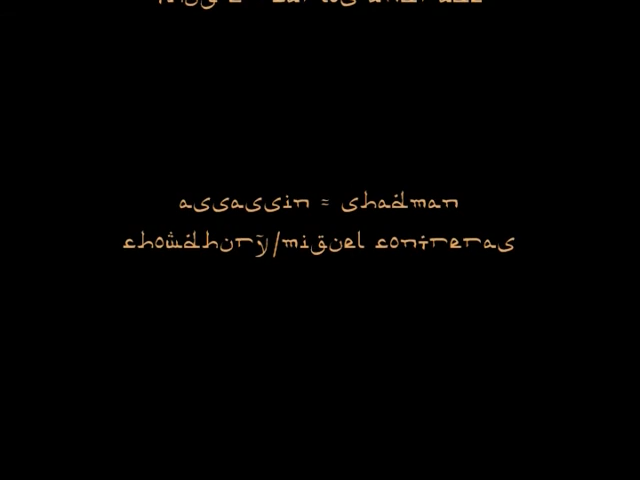 assassin = shadman
chowdhury/miguel contreras